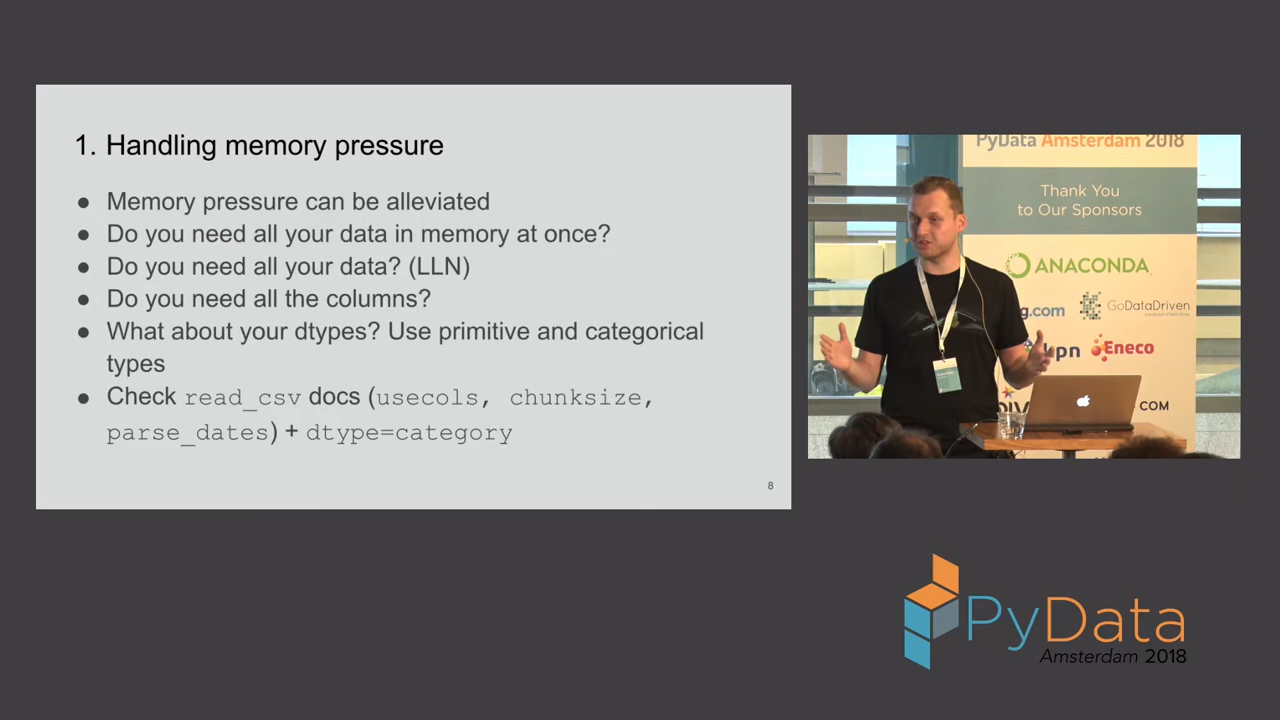 1. Handling memory pressure
● Memory pressure can be alleviated
● Do you need all your data in memory at once?
● Do you need all your data? (LLN)
● Do you need all the columns?
● What about your dtypes? Use primitive and categorical
types
● Check read_csv docs (usecols, chunksize,
parse_dates) + dtype=category
8
PyData Amsterdam 2018
Thank You
to Our Sponsors
ANACONDA
g.com
GoDataDriven
kpn
Eneco
COM
PyData
Amsterdam 2018